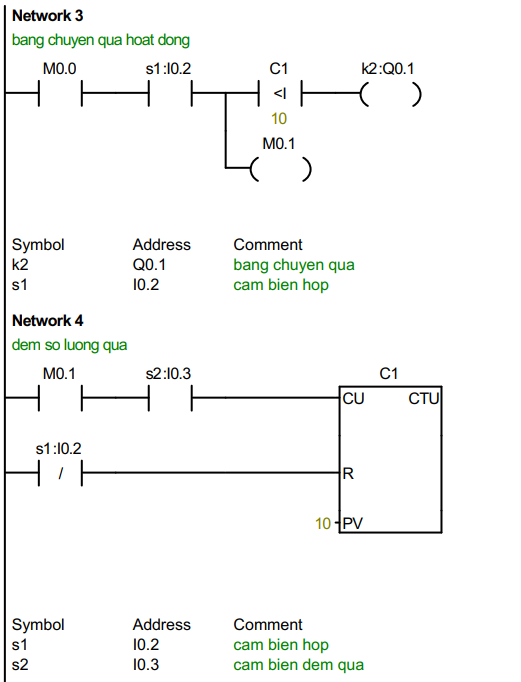 Network 3
bang chuyen qua hoat dong
M0.0 s1:I0.2 C1 k2:Q0.1
<I
10
M0.1
Symbol Address Comment
k2 Q0.1 bang chuyen qua
s1 I0.2 cam bien hop
Network 4
dem so luong qua
M0.1 s2:I0.3 C1
CU CTU
s1:I0.2
/ R
10 PV
Symbol Address Comment
s1 I0.2 cam bien hop
s2 I0.3 cam bien dem qua